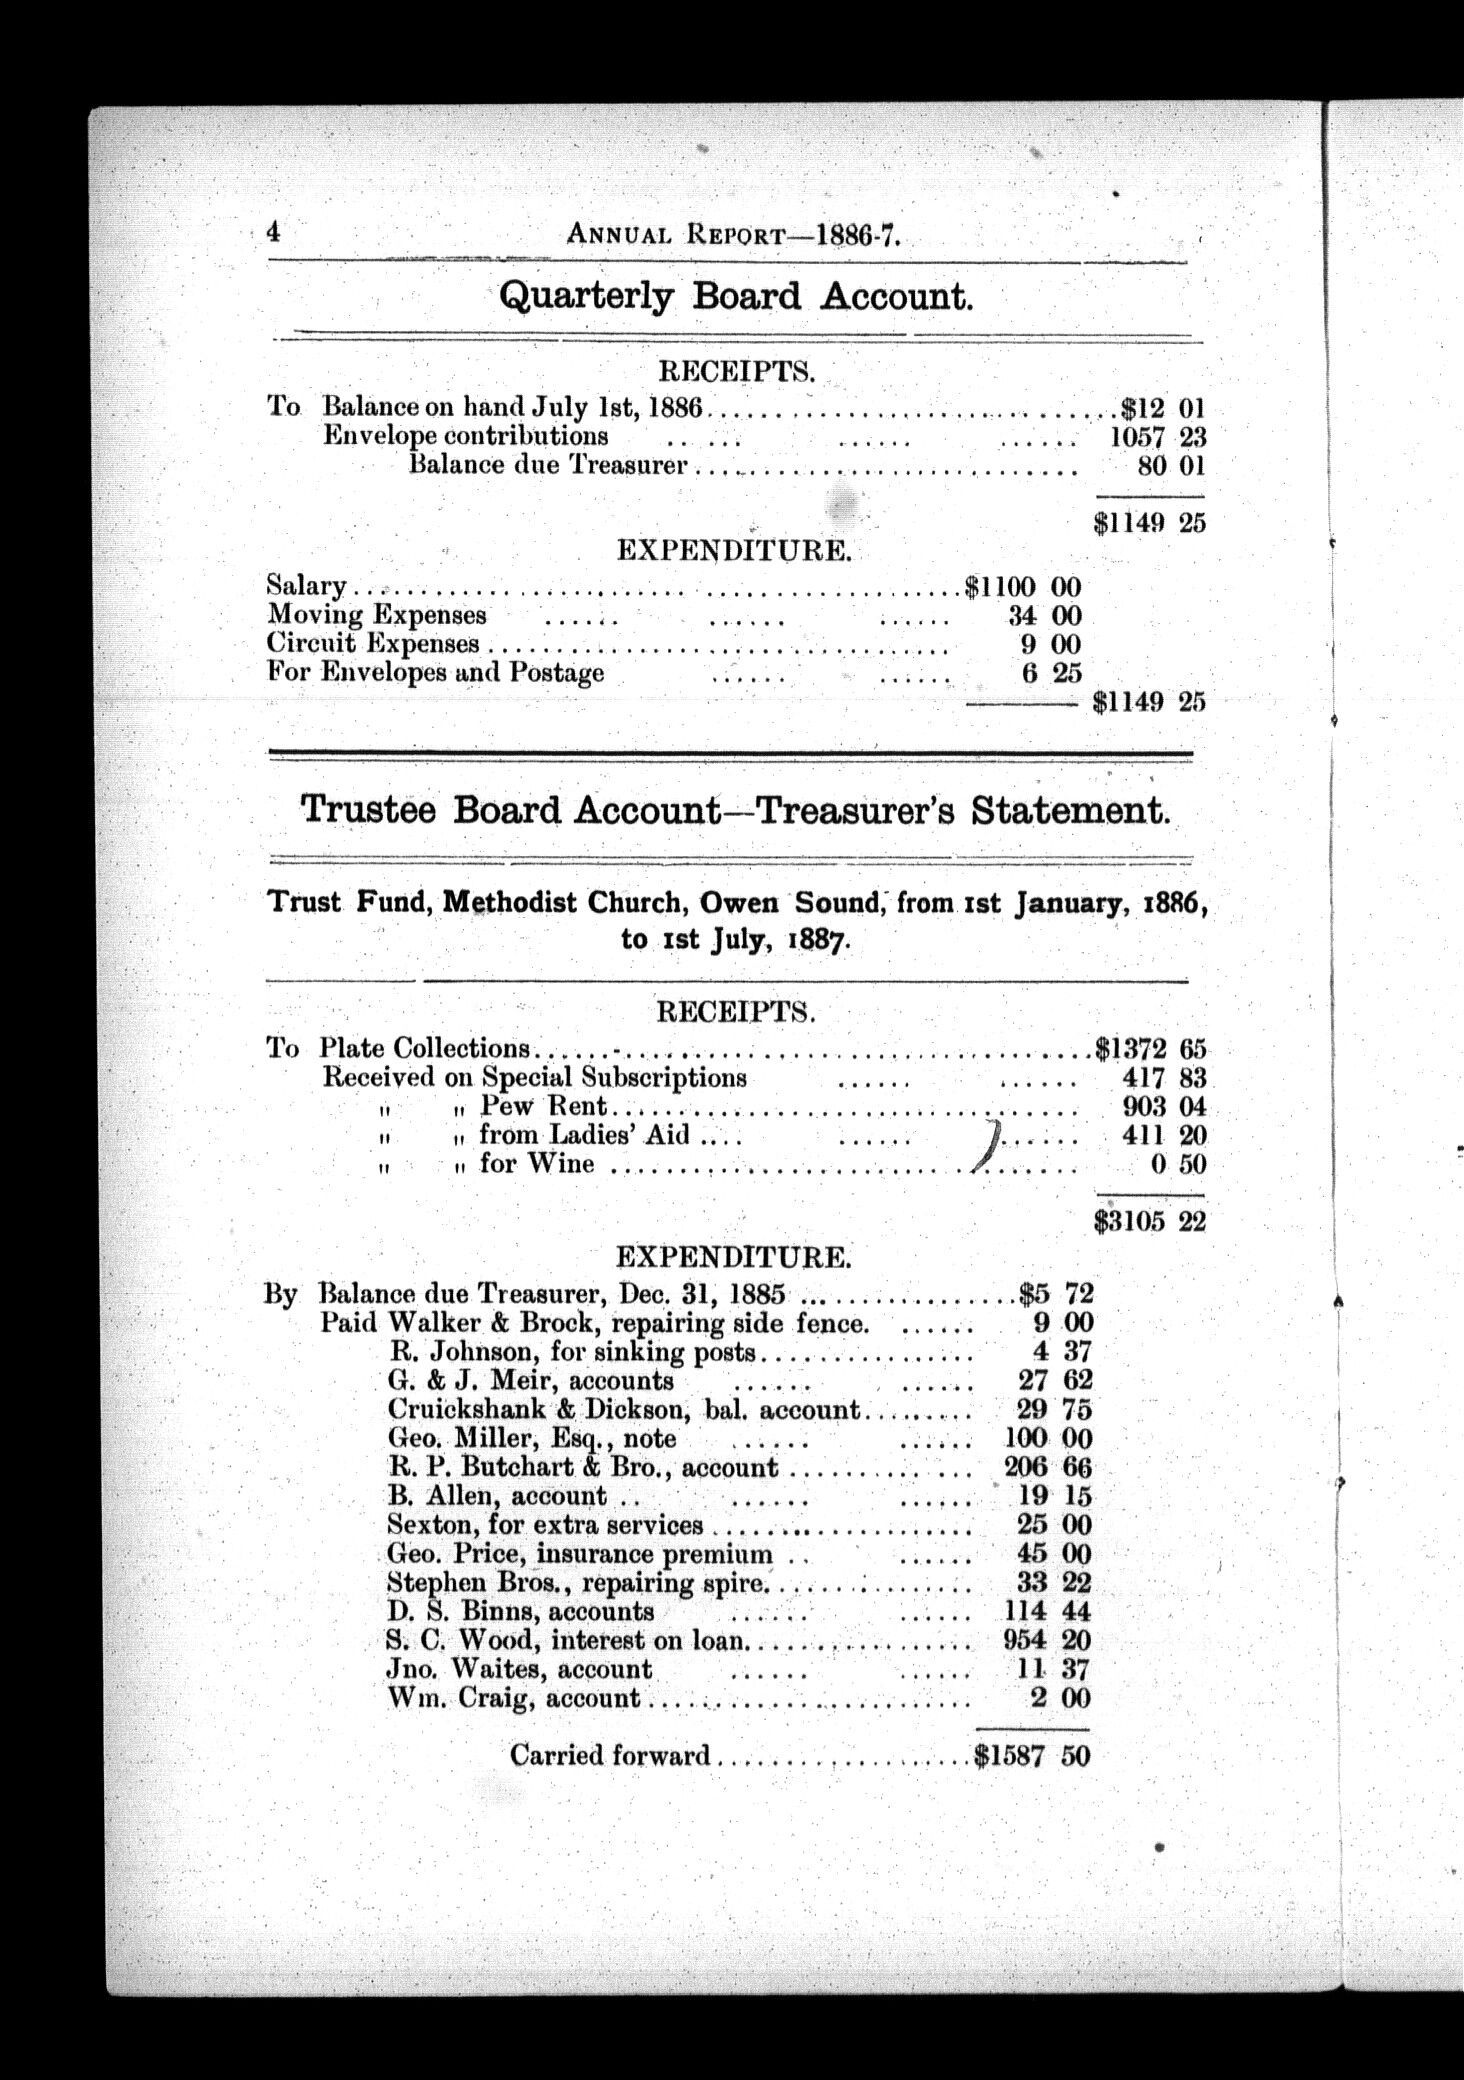 4 ANNUAL REPORT—1886-7.
Quarterly Board Account.
RECEIPTS.
To Balance on hand July 1st, 1886 $12 01
Envelope contributions 1057 23
Balance due Treasurer 80 01
$1149 25
EXPENDITURE.
Salary $1100 00
Moving Expenses 34 00
Circuit Expenses 9 00
For Envelopes and Postage 6 25
$1149 25
Trustee Board Account—Treasurer's Statement.
Trust Fund, Methodist Church, Owen Sound, from 1st January, 1886,
to 1st July, 1887.
RECEIPTS.
To Plate Collections $1372 65
Received on Special Subscriptions 417 83
" " Pew Rent 903 04
" " from Ladies' Aid 411 20
" " for Wine 0 50
$3105 22
EXPENDITURE.
By Balance due Treasurer, Dec. 31, 1885 $5 72
Paid Walker & Brock, repairing side fence. 9 00
R. Johnson, for sinking posts 4 37
G. & J. Meir, accounts 27 62
Cruickshank & Dickson, bal. account 29 75
Geo. Miller, Esq., note 100 00
R. P. Butchart & Bro., account 206 66
B. Allen, account 19 15
Sexton, for extra services 25 00
Geo. Price, insurance premium 45 00
Stephen Bros., repairing spire. 33 22
D. S. Binns, accounts 114 44
S. C. Wood, interest on loan. 954 20
Jno. Waites, account 11 37
Wm. Craig, account 2 00
Carried forward $1587 50